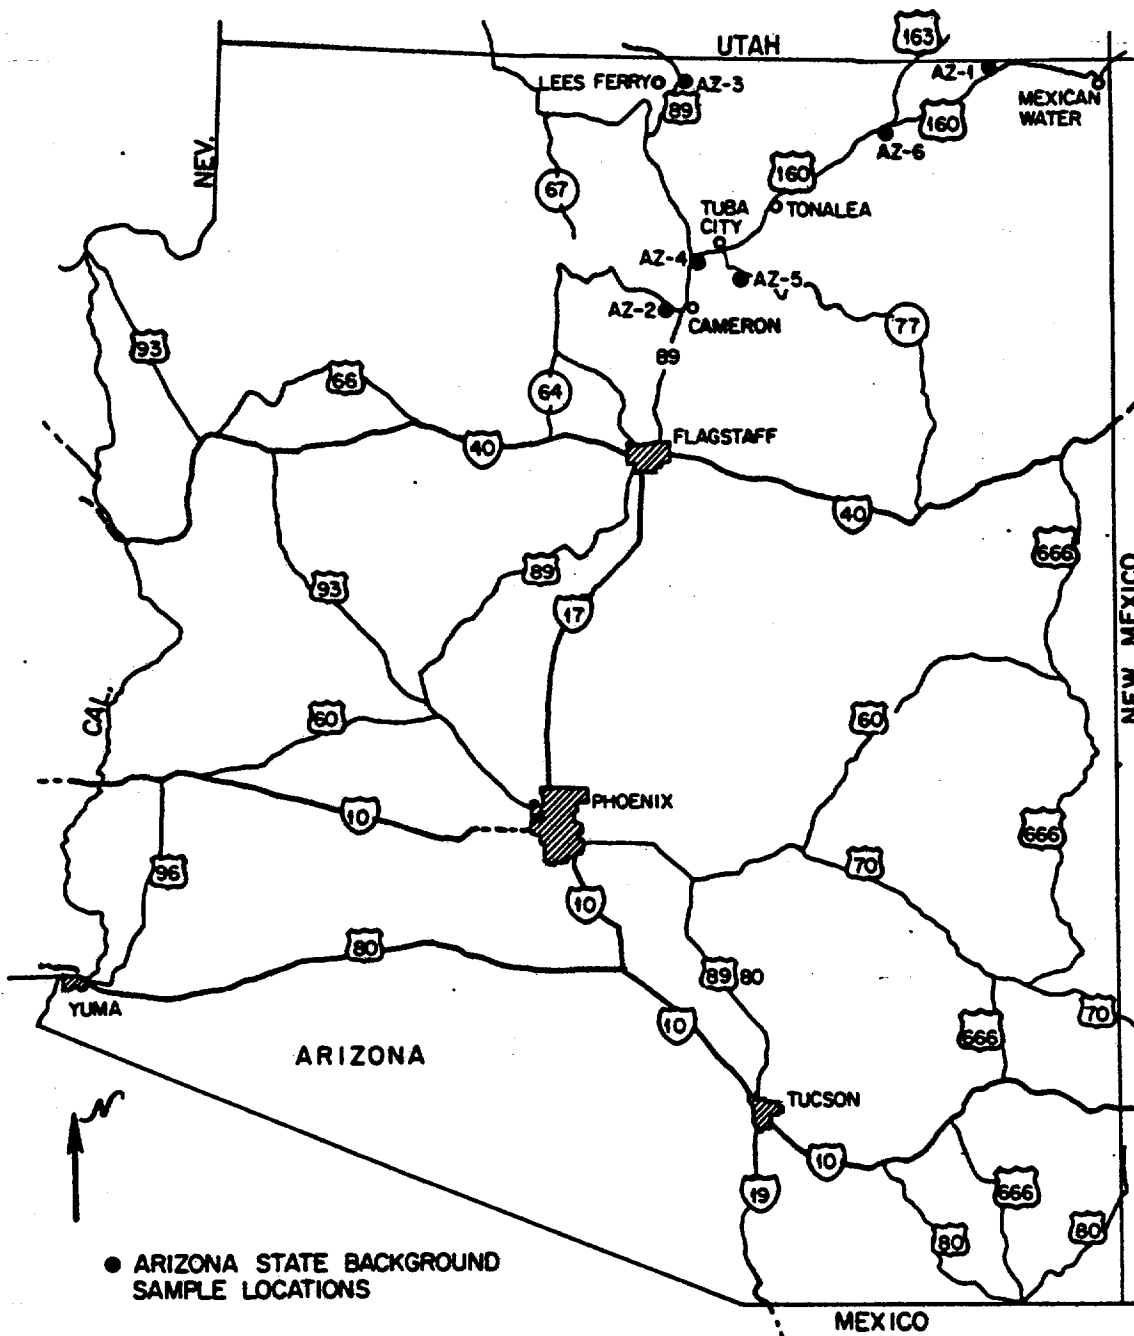 UTAH
163
AZ-1
LEES FERRY
AZ-3
89
MEXICAN
WATER
160
AZ-6
NEV.
160
67
TUBA
CITY
TONALEA
AZ-4
AZ-5
AZ-2
CAMERON
77
93
89
66
64
FLAGSTAFF
40
40
666
89
93
17
NEW MEXICO
CAL.
60
60
PHOENIX
10
666
96
70
10
80
89 80
YUMA
70
10
666
ARIZONA
N
TUCSON
10
19
666
80
80
ARIZONA STATE BACKGROUND
SAMPLE LOCATIONS
MEXICO